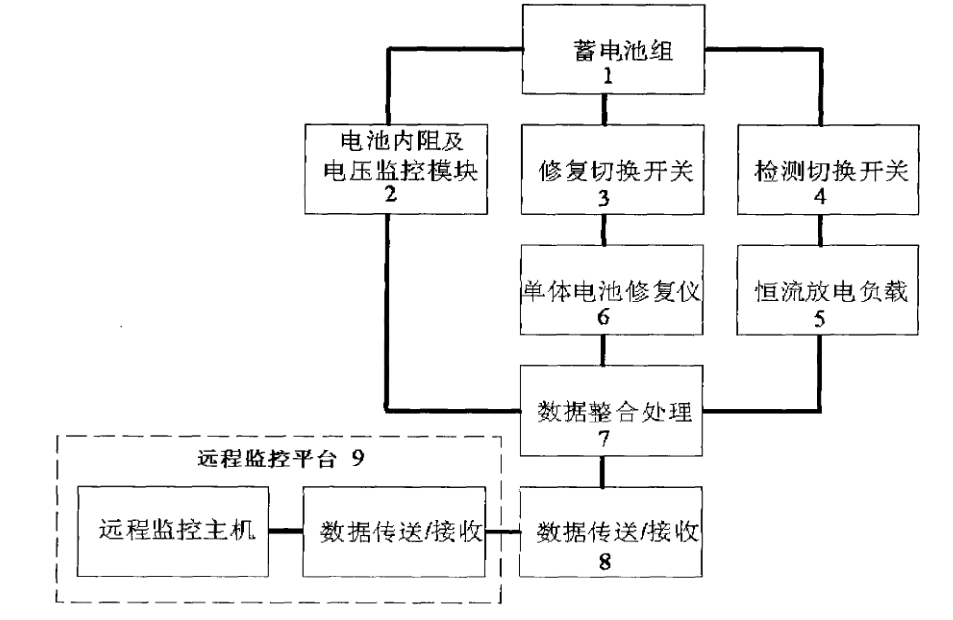 蓄电池组
1
电池内阻及
电压监控模块
2
修复切换开关
3
检测切换开关
4
单体电池修复仪
6
恒流放电负载
5
数据整合处理
7
远程监控平台 9
远程监控主机
数据传送/接收
数据传送/接收
8